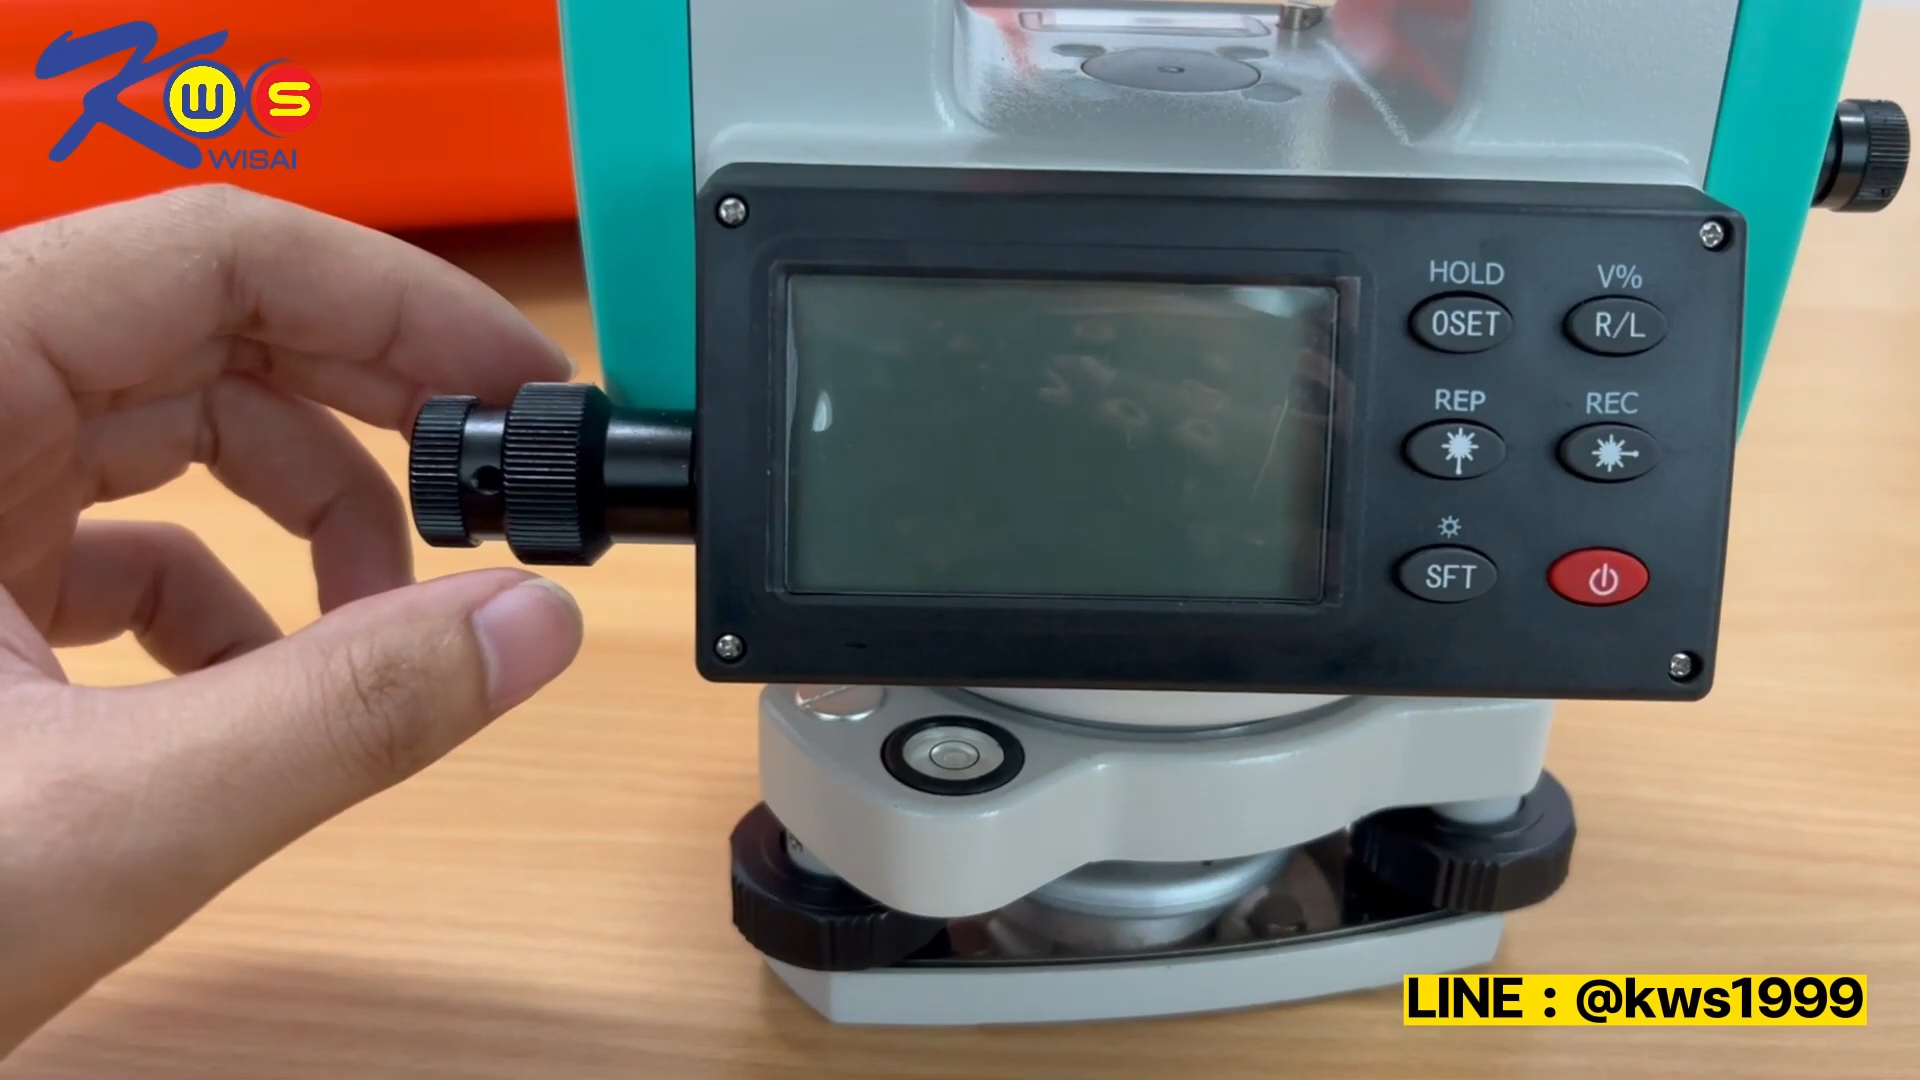 KWS
WISAI
HOLD
V%
0SET
R/L
REP
REC
SFT
LINE : @kws1999